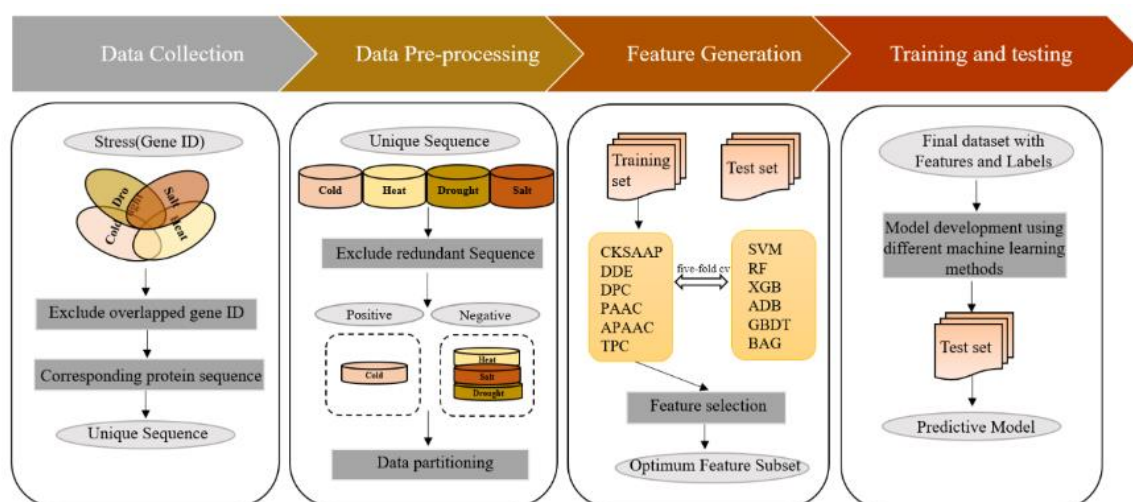 Data Collection
Data Pre-processing
Feature Generation
Training and testing
Stress(Gene ID)
Drought
Salt
Cold
Heat
Exclude overlapped gene ID
Corresponding protein sequence
Unique Sequence
Unique Sequence
Cold
Heat
Drought
Salt
Exclude redundant Sequence
Positive
Negative
Cold
Heat
Salt
Drought
Data partitioning
Training
set
Test set
CKSAAP
DDE
DPC
PAAC
APAAC
TPC
five-fold cv
SVM
RF
XGB
ADB
GBDT
BAG
Feature selection
Optimum Feature Subset
Final dataset with
Features and Labels
Model development using
different machine learning
methods
Test set
Predictive Model